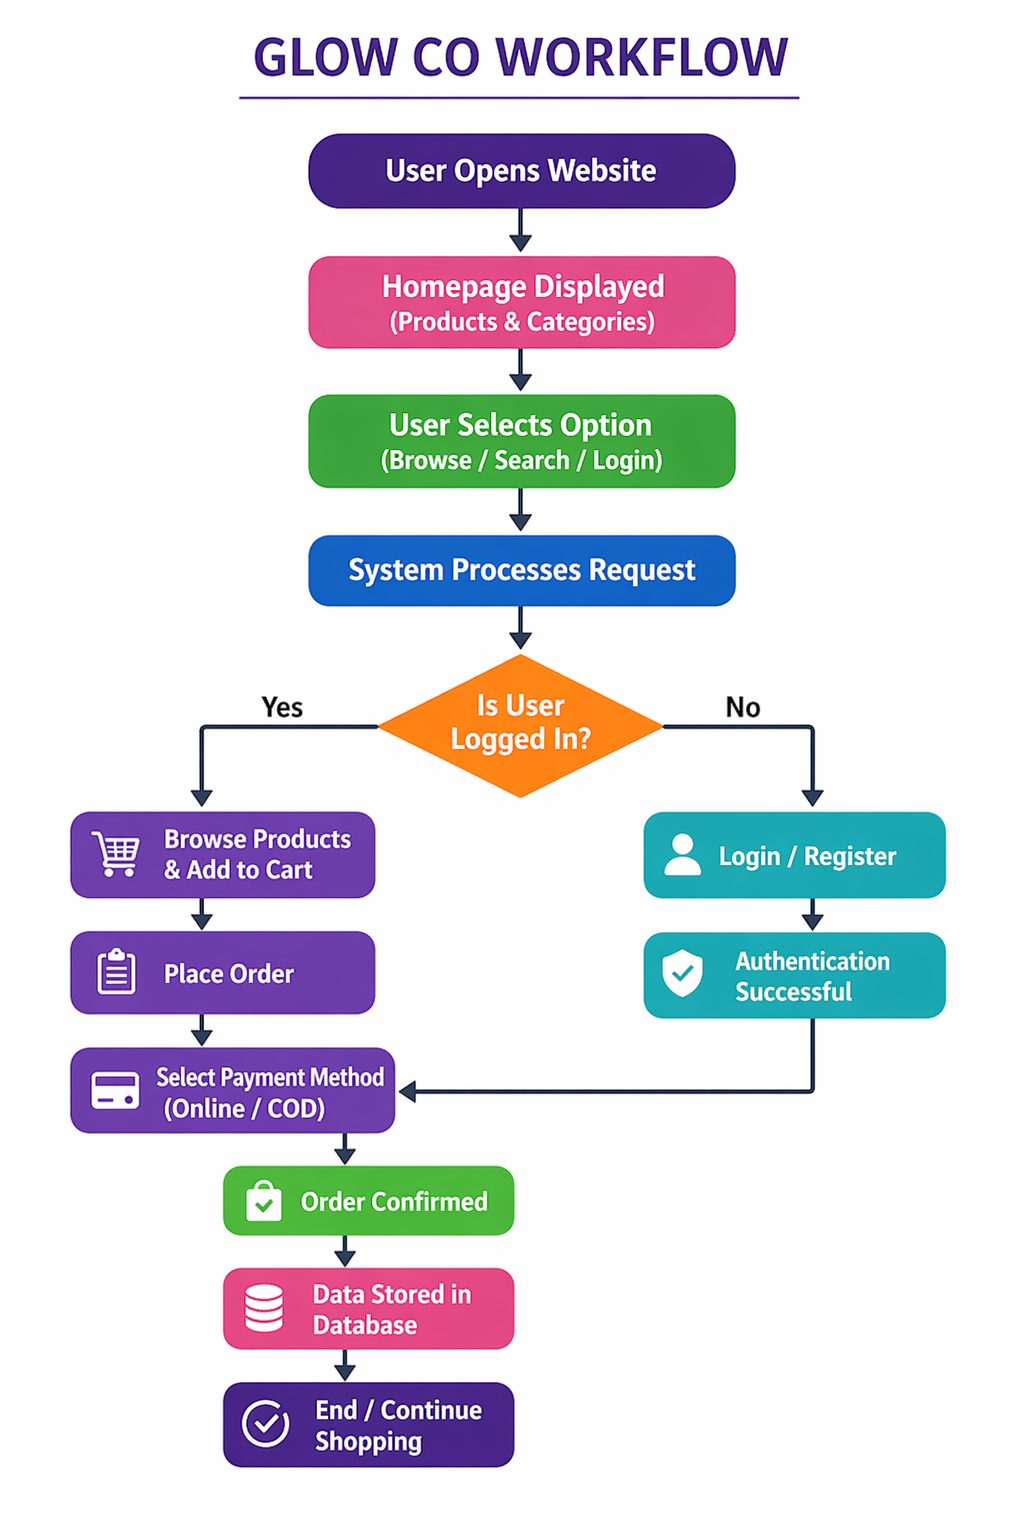 GLOW CO WORKFLOW
User Opens Website
Homepage Displayed
(Products & Categories)
User Selects Option
(Browse / Search / Login)
System Processes Request
Is User
Logged In?
Yes
No
Browse Products
& Add to Cart
Login / Register
Place Order
Authentication
Successful
Select Payment Method
(Online / COD)
Order Confirmed
Data Stored in
Database
End / Continue
Shopping